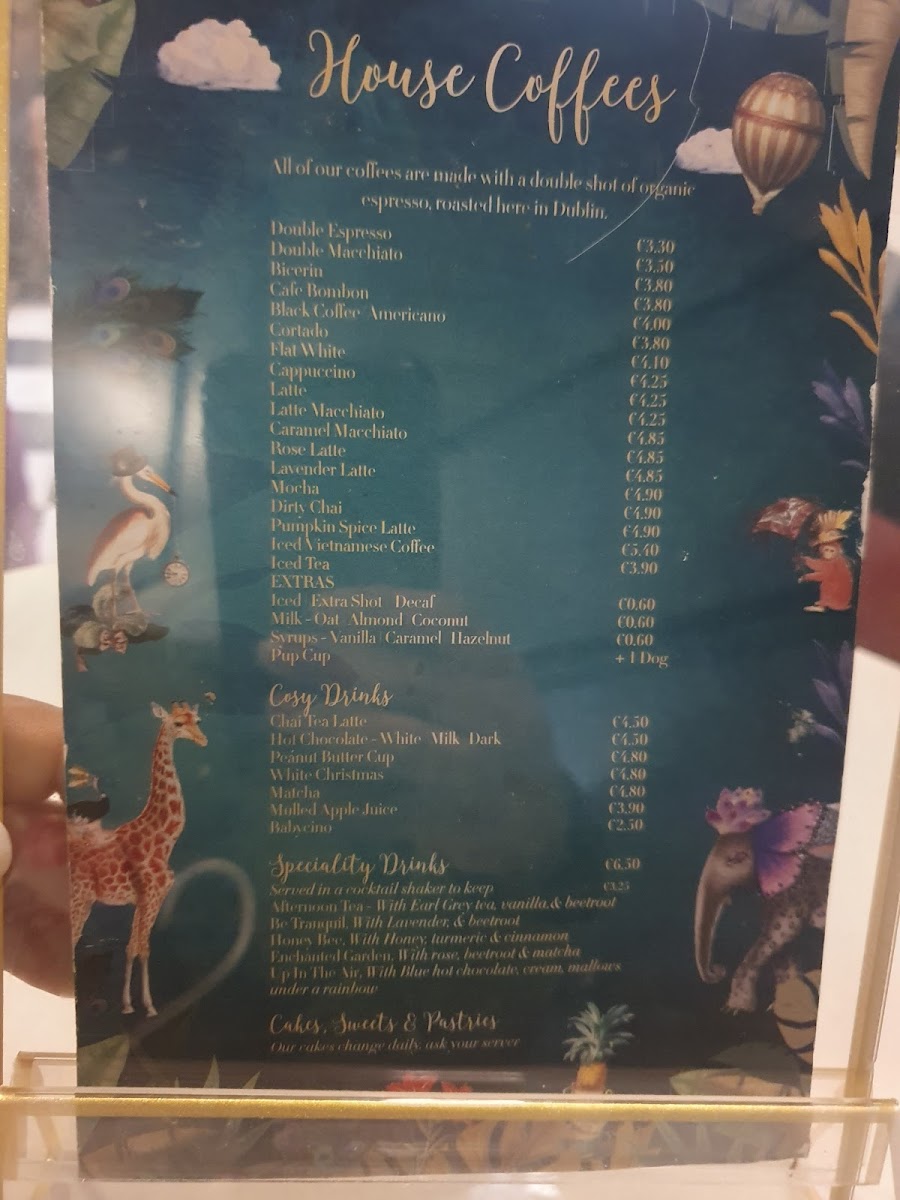 House Coffees
All of our coffees are made with a double shot of organic
espresso, roasted here in Dublin.
Double Espresso €3.30
Double Macchiato €3.50
Bicerin €3.80
Cafe Bombon €3.80
Black Coffee Americano €4.00
Cortado €3.80
Flat White €4.10
Cappuccino €4.25
Latte €4.25
Latte Macchiato €4.25
Caramel Macchiato €4.85
Rose Latte €4.85
Lavender Latte €4.85
Mocha €4.90
Dirty Chai €4.90
Pumpkin Spice Latte €4.90
Iced Vietnamese Coffee €5.40
Iced Tea €3.90
EXTRAS
Iced Extra Shot Decaf €0.60
Milk - Oat Almond Coconut €0.60
Syrups - Vanilla | Caramel Hazelnut €0.60
Pup Cup + 1 Dog
Cosy Drinks
Chai Tea Latte €4.50
Hot Chocolate - White Milk Dark €4.50
Peanut Butter Cup €4.80
White Christmas €4.80
Matcha €4.80
Mulled Apple Juice €3.90
Babycino €2.50
Speciality Drinks €6.50
Served in a cocktail shaker to keep €3.25
Afternoon Tea - With Earl Grey tea, vanilla, & beetroot
Be Tranquil, With Lavender, & beetroot
Honey Bee, With Honey, turmeric & cinnamon
Enchanted Garden, With rose, beetroot & matcha
Up In The Air, With Blue hot chocolate, cream, mallows
under a rainbow
Cakes, Sweets & Pastries
Our cakes change daily, ask your server